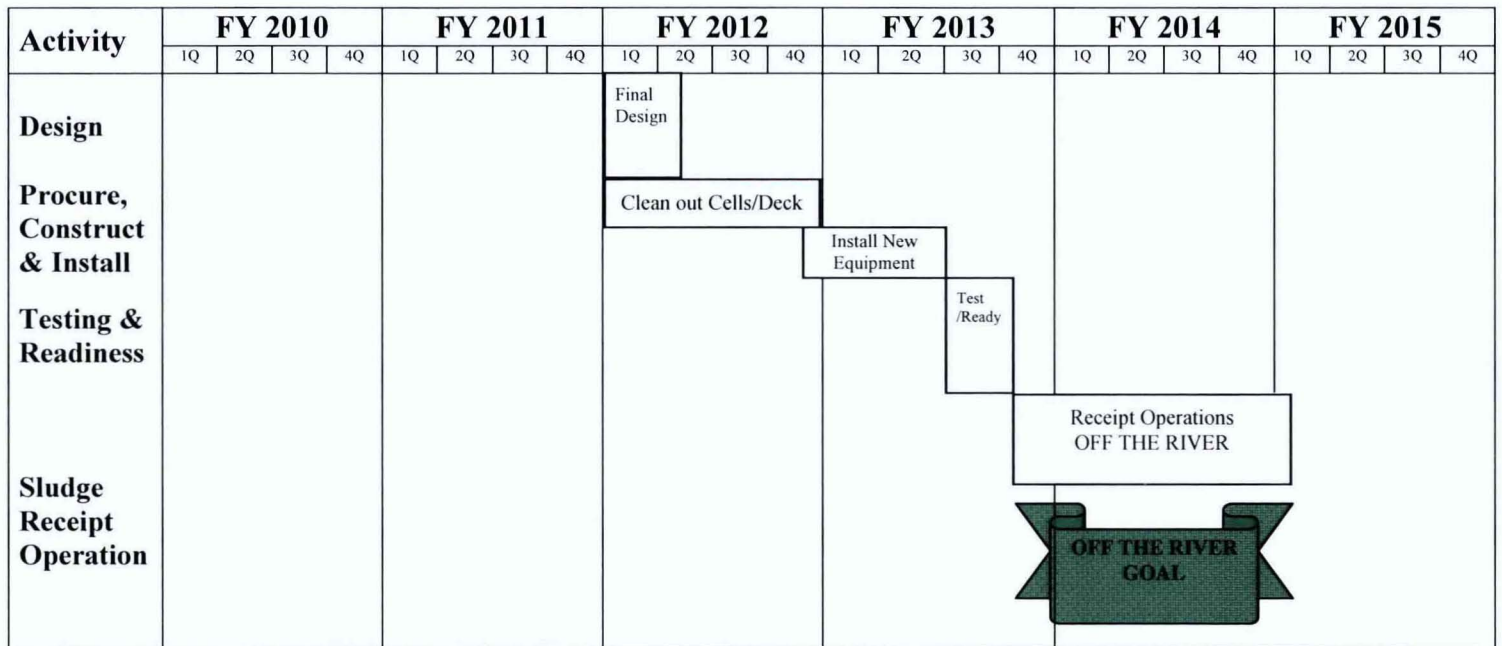 Activity FY 2010 FY 2011 FY 2012 FY 2013 FY 2014 FY 2015
1Q 2Q 3Q 4Q 1Q 2Q 3Q 4Q 1Q 2Q 3Q 4Q 1Q 2Q 3Q 4Q 1Q 2Q 3Q 4Q 1Q 2Q 3Q 4Q
Design
Final
Design
Procure,
Construct
& Install
Clean out Cells/Deck
Install New
Equipment
Testing &
Readiness
Test
/Ready
Sludge
Receipt
Operation
Receipt Operations
OFF THE RIVER
OFF THE RIVER
GOAL